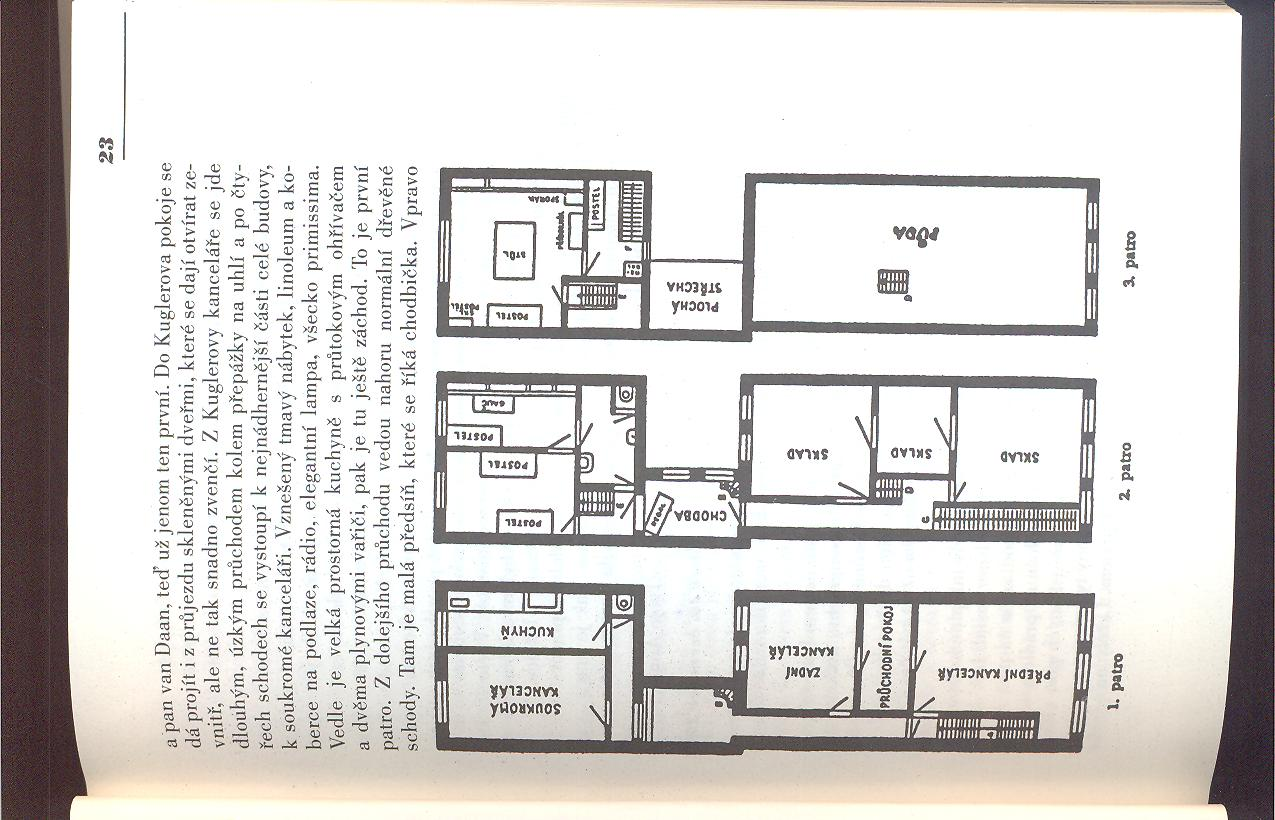 23
a pan van Daan, teď už jenom ten první. Do Kuglerova pokoje se
dá projít i z průjezdu skleněnými dveřmi, které se dají otvírat ze-
vnitř, ale ne tak snadno zvenčí. Z Kuglerovy kanceláře se jde
dlouhým, úzkým průchodem kolem přepážky na uhlí a po čty-
řech schodech se vystoupí k nejnádhernější části celé budovy,
k soukromé kanceláři. Vznešený tmavý nábytek, linoleum a ko-
berce na podlaze, rádio, elegantní lampa, všecko primissima.
Vedle je velká prostorná kuchyně s průtokovým ohřívačem
a dvěma plynovými vařiči, pak je tu ještě záchod. To je první
patro. Z dolejšího průchodu vedou nahoru normální dřevěné
schody. Tam je malá předsíň, které se říká chodbička. Vpravo
SOUKROMÁ
KANCELÁŘ
KUCHYŇ
B
ZADNÍ
KANCELÁŘ
PRŮCHODNÍ POKOJ
PŘEDNÍ KANCELÁŘ
1. patro
POSTEL
POSTEL
POSTEL
GAUČ
E
REGÁL
CHODBA
B
SKLAD
SKLAD
SKLAD
D
C
2. patro
POSTEL
STŮL
SPORÁK
POSTEL
E
F
PLOCHÁ
STŘECHA
PŮDA
D
3. patro